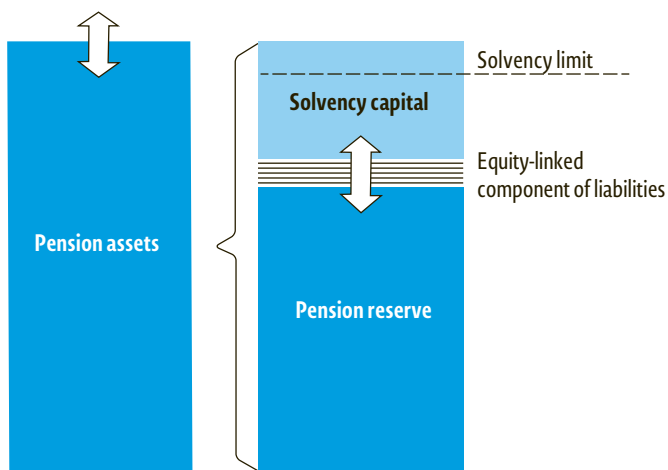 Solvency limit
Solvency capital
Equity-linked
component of liabilities
Pension assets
Pension reserve